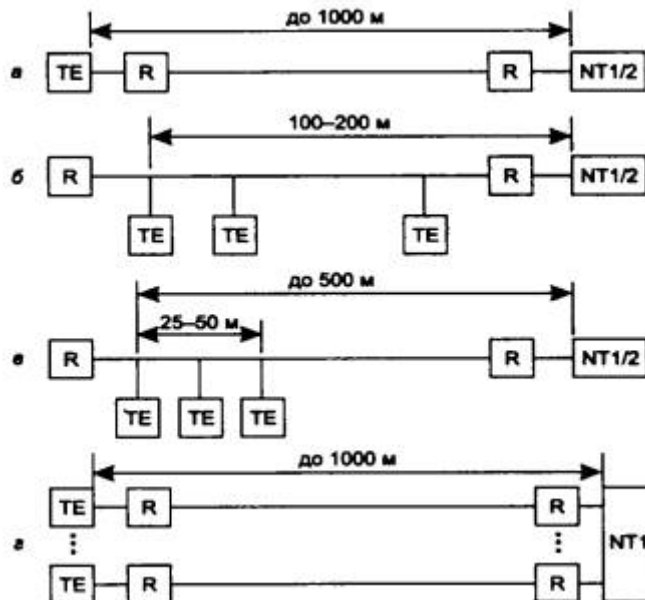 до 1000 м
а TE R R NT1/2
100–200 м
б R R NT1/2
TE TE TE
до 500 м
25–50 м
в R R NT1/2
TE TE TE
до 1000 м
г TE R R NT1
TE R R